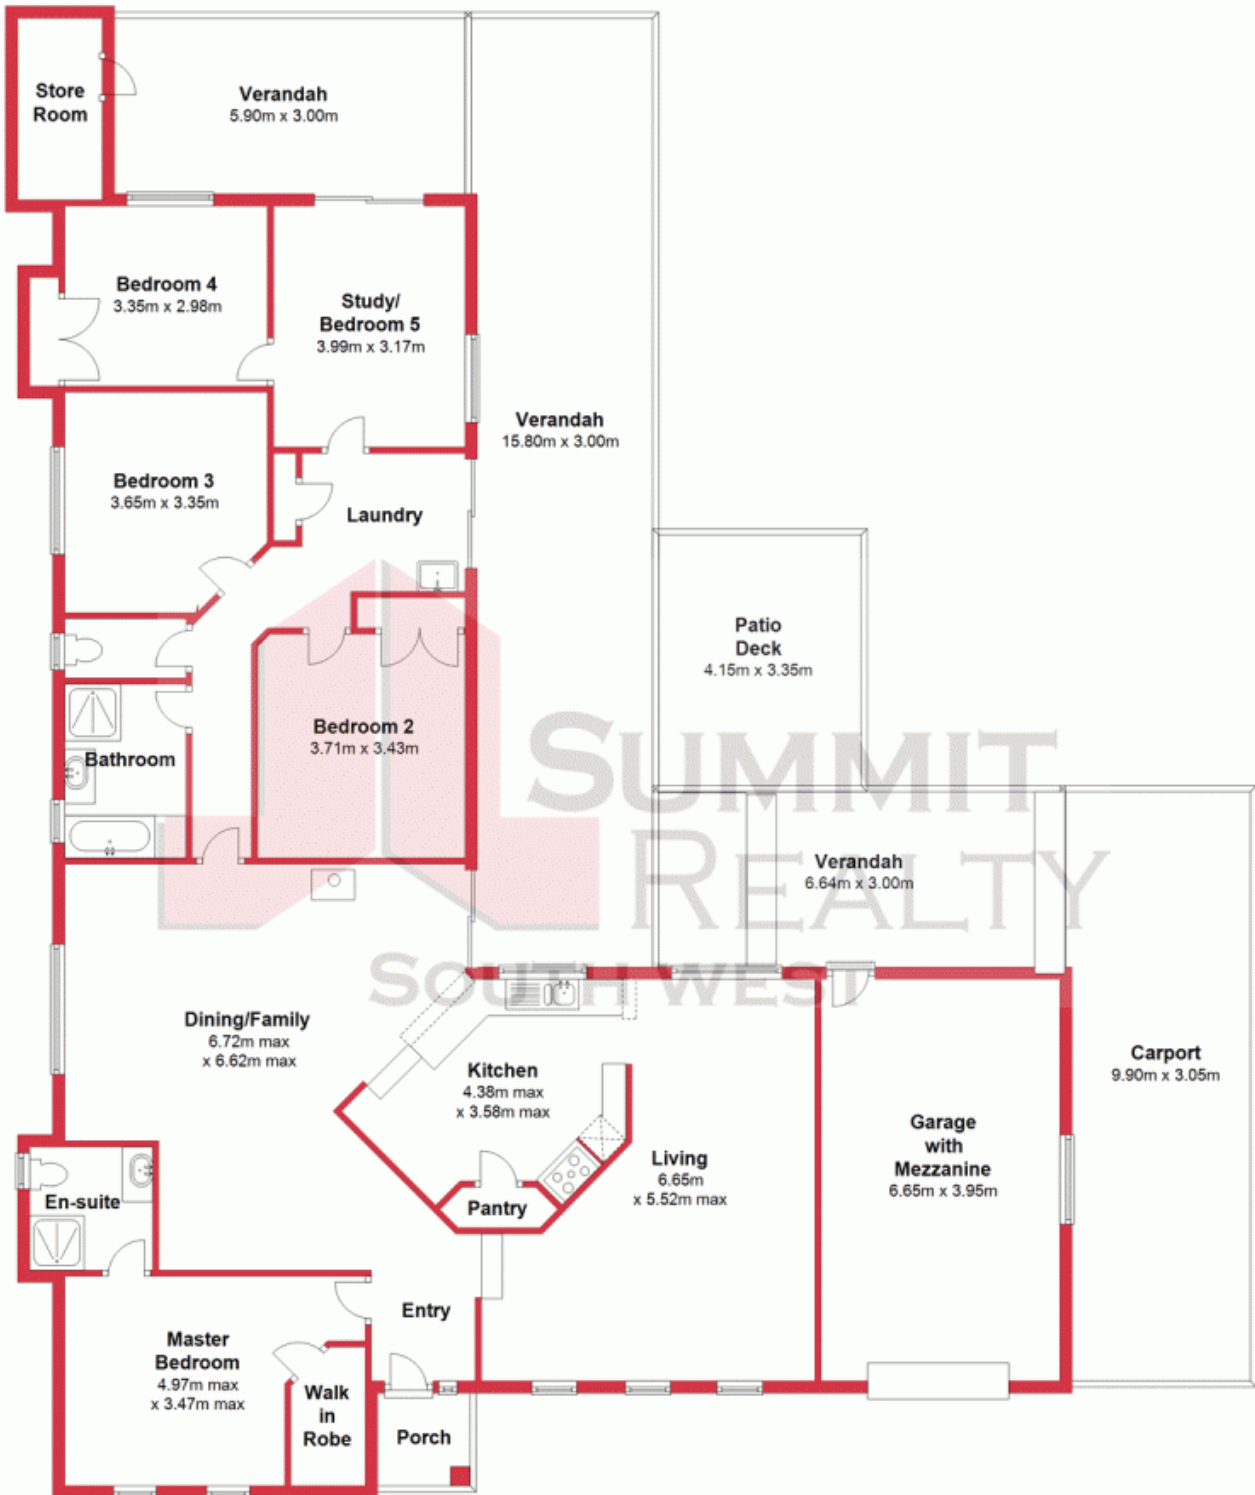 Store
Room
Verandah
5.90m x 3.00m
Bedroom 4
3.35m x 2.98m
Study/
Bedroom 5
3.99m x 3.17m
Verandah
15.80m x 3.00m
Bedroom 3
3.65m x 3.35m
Laundry
Patio
Deck
4.15m x 3.35m
Bedroom 2
3.71m x 3.43m
Bathroom
SUMMIT
REALTY
SOUTH WEST
Verandah
6.64m x 3.00m
Dining/Family
6.72m max
x 6.62m max
Kitchen
4.38m max
x 3.58m max
Carport
9.90m x 3.05m
Garage
with
Mezzanine
6.65m x 3.95m
Living
6.65m
x 5.52m max
En-suite
Pantry
Entry
Master
Bedroom
4.97m max
x 3.47m max
Walk
in
Robe
Porch